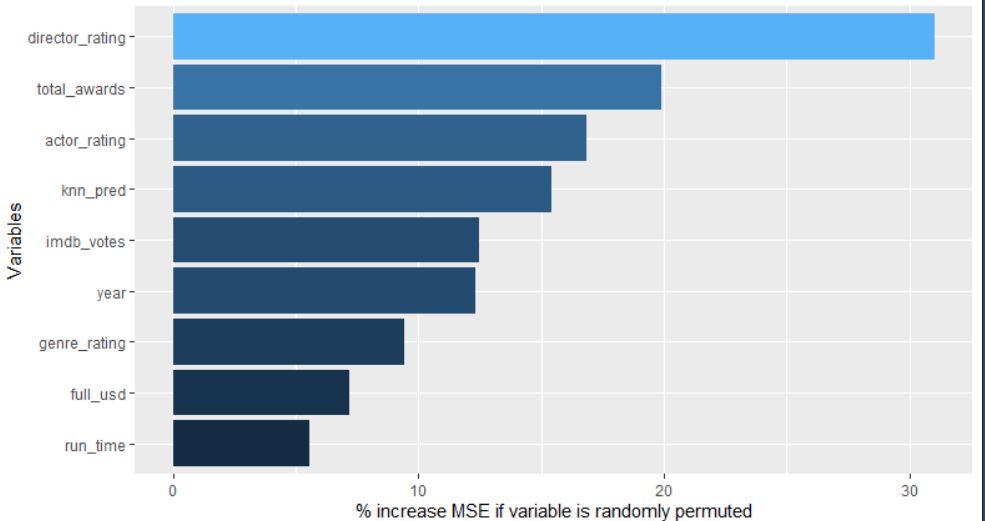 director_rating
total_awards
actor_rating
knn_pred
imdb_votes
year
genre_rating
full_usd
run_time
Variables
0 10 20 30
% increase MSE if variable is randomly permuted